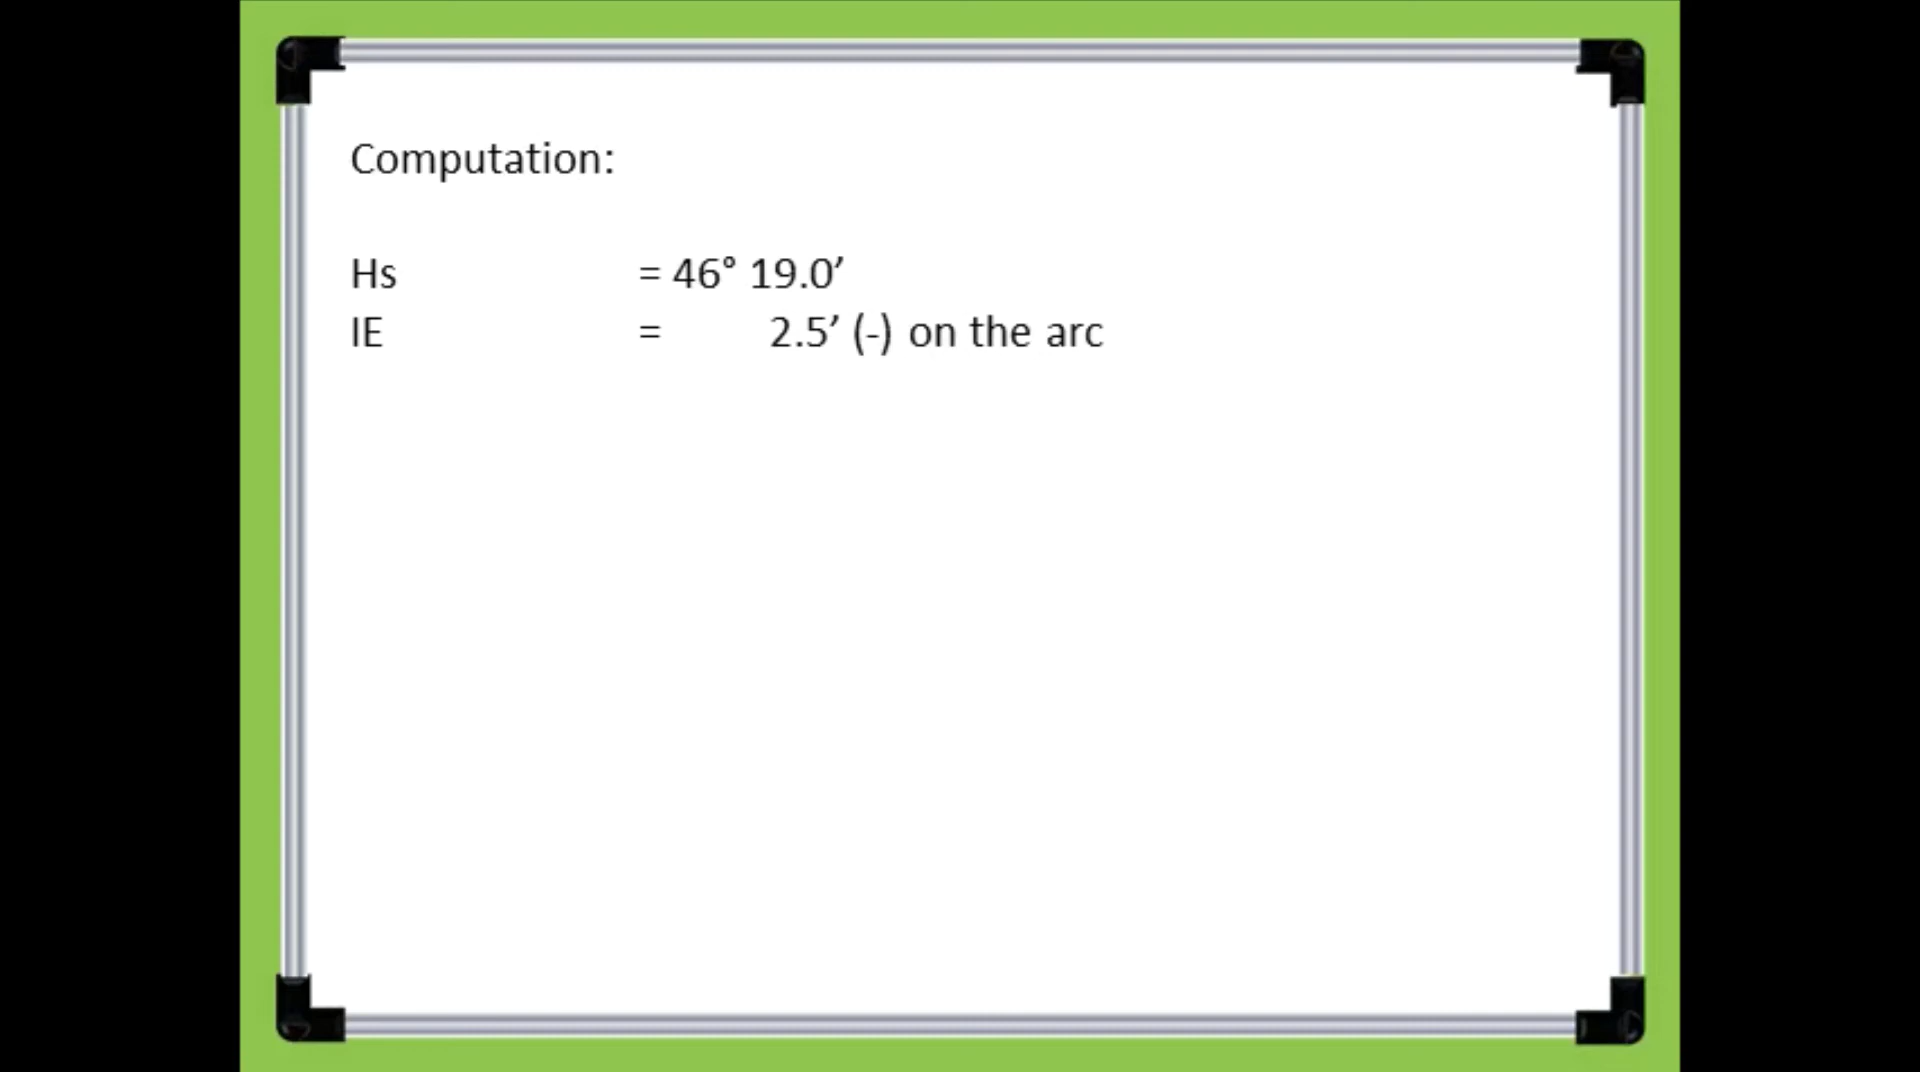 Computation:
Hs = 46° 19.0’
IE = 2.5’ (-) on the arc